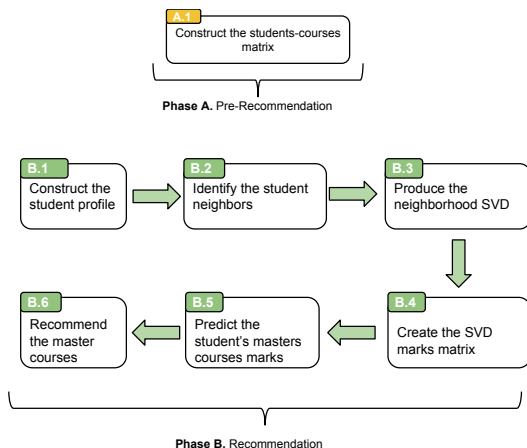 A.1
Construct the students-courses
matrix
Phase A. Pre-Recommendation
B.1
Construct the
student profile
B.2
Identify the student
neighbors
B.3
Produce the
neighborhood SVD
B.6
Recommend
the master
courses
B.5
Predict the
student's masters
courses marks
B.4
Create the SVD
marks matrix
Phase B. Recommendation